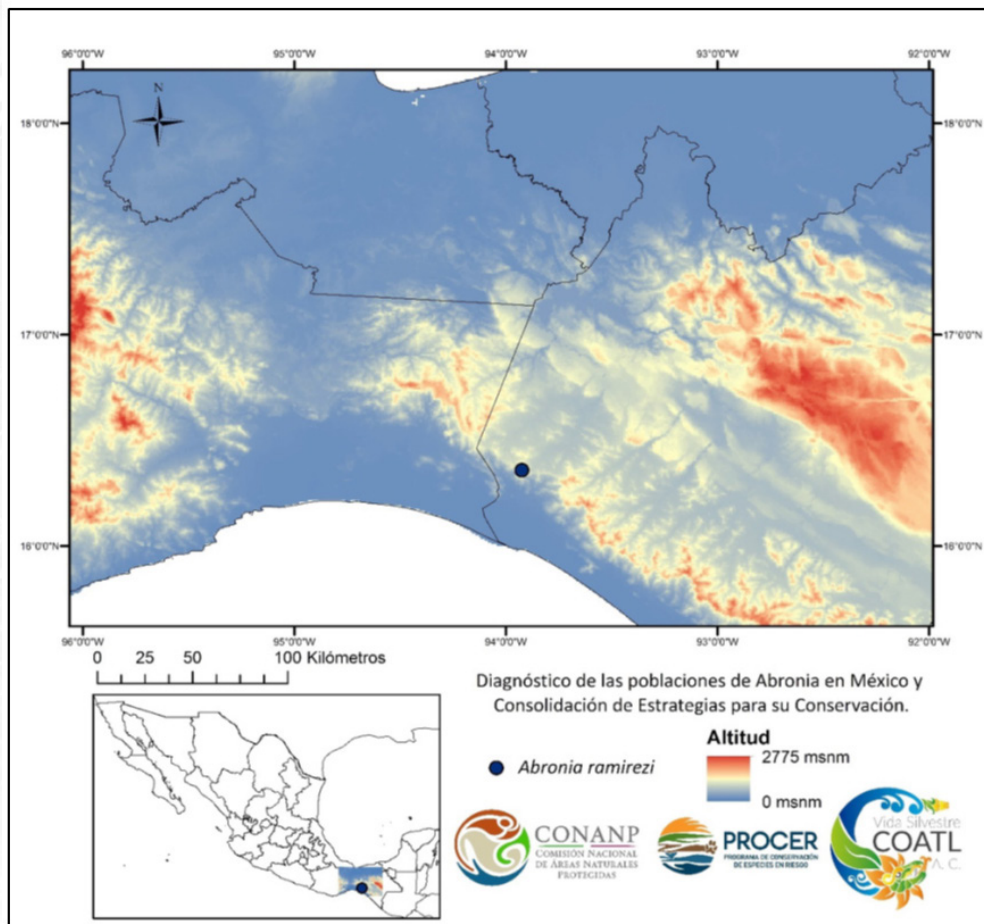 96°0'0"W 95°0'0"W 94°0'0"W 93°0'0"W 92°0'0"W
N
18°0'0"N 18°0'0"N
17°0'0"N 17°0'0"N
16°0'0"N 16°0'0"N
96°0'0"W 95°0'0"W 94°0'0"W 93°0'0"W 92°0'0"W
0 25 50 100 Kilómetros
Diagnóstico de las poblaciones de Abronia en México y
Consolidación de Estrategias para su Conservación.
Abronia ramirezi
Altitud
2775 msnm
0 msnm
CONANP
COMISIÓN NACIONAL
DE ÁREAS NATURALES
PROTEGIDAS
PROCER
PROGRAMA DE CONSERVACIÓN
DE ESPECIES EN RIESGO
Vida Silvestre
COATL
A. C.